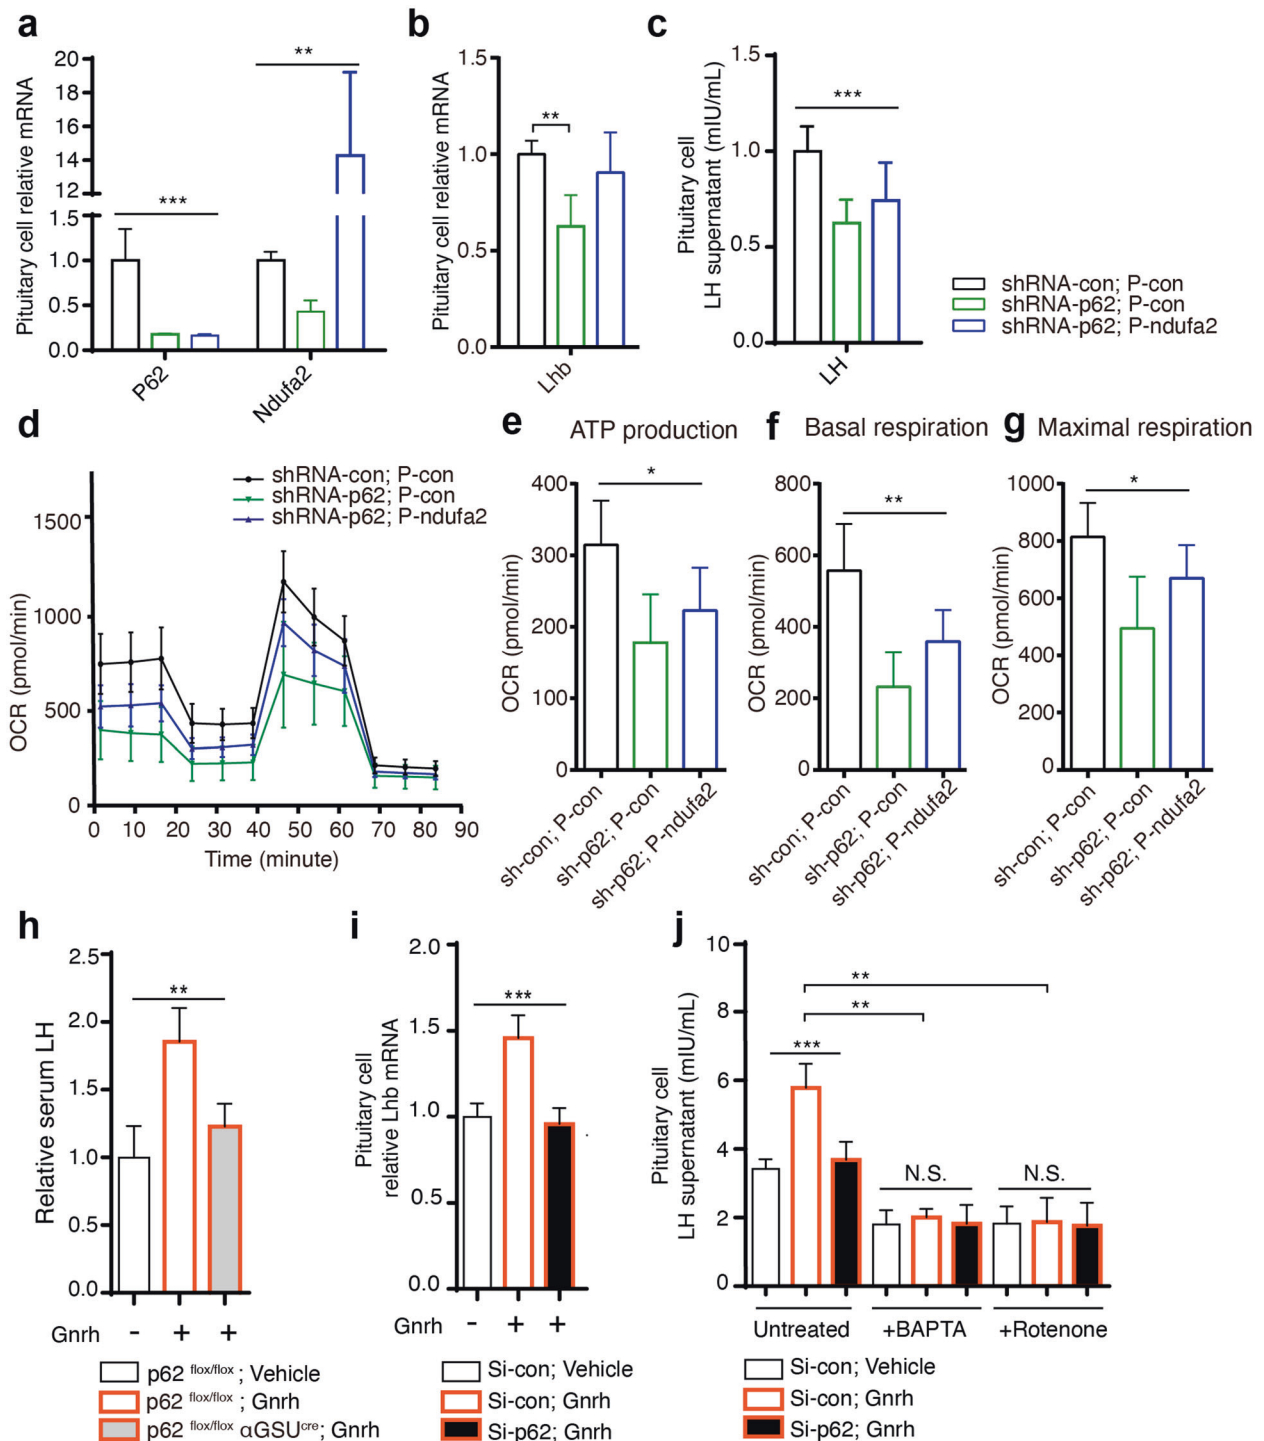 a
Pituitary cell relative mRNA
20
18
16
14
12
1.5
1.0
0.5
0.0
***
**
P62
Ndufa2
b
Pituitary cell relative mRNA
1.5
1.0
0.5
0.0
**
Lhb
c
Pituitary cell
LH supernatant (mIU/mL)
1.5
1.0
0.5
0.0
***
LH
shRNA-con; P-con
shRNA-p62; P-con
shRNA-p62; P-ndufa2
d
OCR (pmol/min)
1500
1000
500
0
shRNA-con; P-con
shRNA-p62; P-con
shRNA-p62; P-ndufa2
0 10 20 30 40 50 60 70 80 90
Time (minute)
e
ATP production
OCR (pmol/min)
400
300
200
100
0
*
sh-con; P-con
sh-p62; P-con
sh-p62; P-ndufa2
f
Basal respiration
OCR (pmol/min)
800
600
400
200
0
**
sh-con; P-con
sh-p62; P-con
sh-p62; P-ndufa2
g
Maximal respiration
OCR (pmol/min)
1000
800
600
400
200
0
*
sh-con; P-con
sh-p62; P-con
sh-p62; P-ndufa2
h
Relative serum LH
2.5
2.0
1.5
1.0
0.5
0.0
**
Gnrh - + +
p62 flox/flox ; Vehicle
p62 flox/flox ; Gnrh
p62 flox/flox αGSUcre; Gnrh
i
Pituitary cell
relative Lhb mRNA
2.0
1.5
1.0
0.5
0.0
***
Gnrh - + +
Si-con; Vehicle
Si-con; Gnrh
Si-p62; Gnrh
j
Pituitary cell
LH supernatant (mIU/mL)
10
8
6
4
2
0
**
**
***
N.S.
N.S.
Untreated
+BAPTA
+Rotenone
Si-con; Vehicle
Si-con; Gnrh
Si-p62; Gnrh